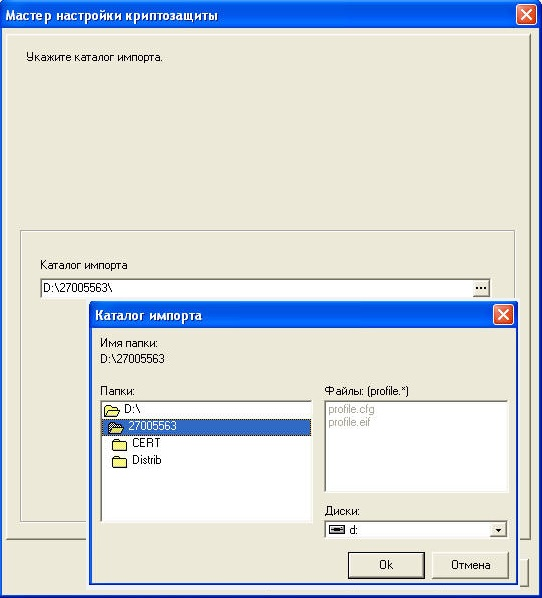 Мастер настройки криптозащиты
Укажите каталог импорта.
Каталог импорта
D:\27005563\
...
Каталог импорта
Имя папки:
D:\27005563
Папки:
D:\
27005563
CERT
Distrib
Файлы: (profile.*)
profile.cfg
profile.eif
Диски:
d:
Ok
Отмена